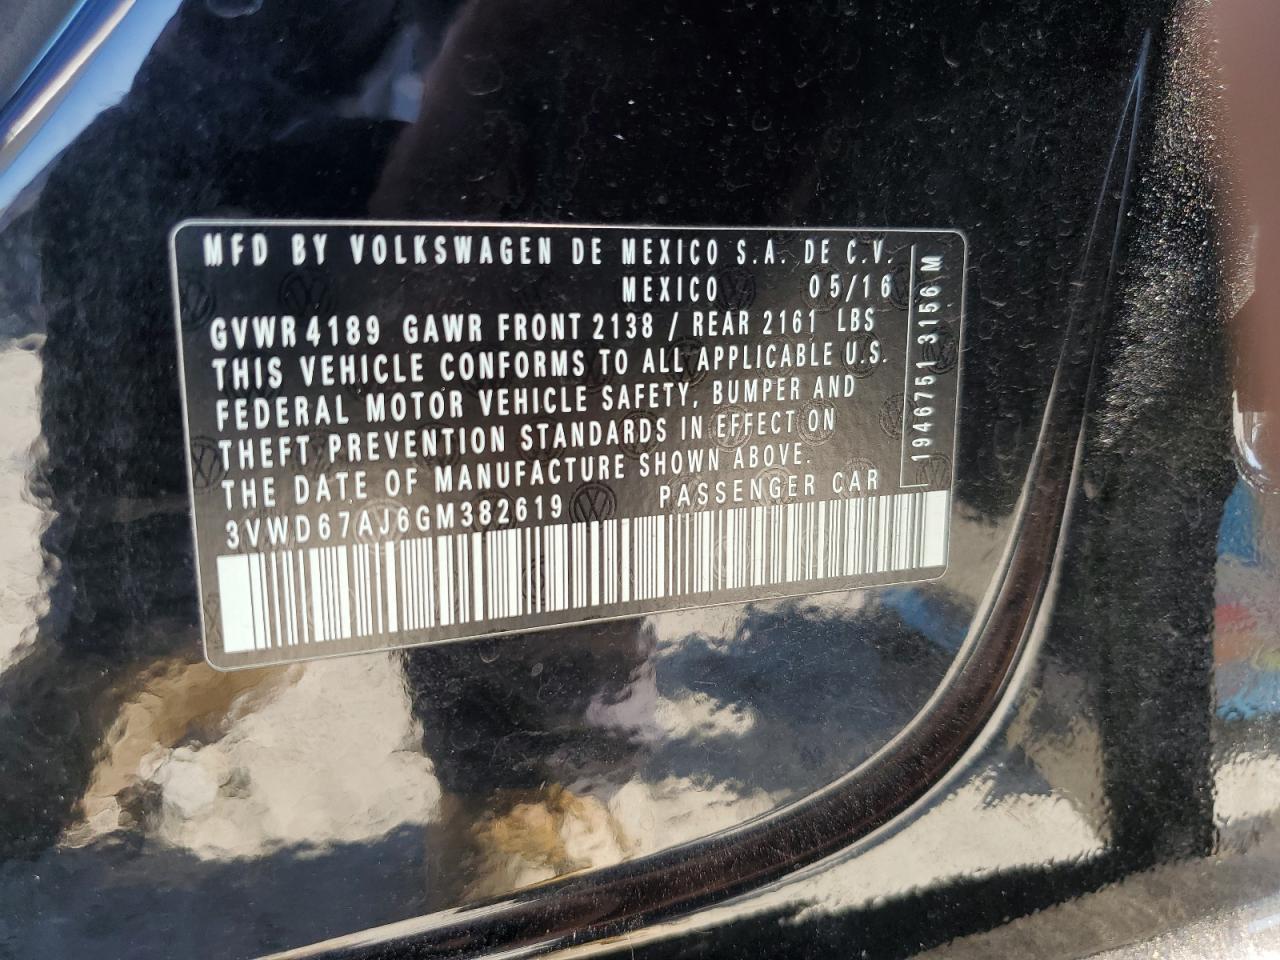 MFD BY VOLKSWAGEN DE MEXICO S.A. DE C.V.
MEXICO 05/16
GVWR 4189 GAWR FRONT 2138 / REAR 2161 LBS
THIS VEHICLE CONFORMS TO ALL APPLICABLE U.S.
FEDERAL MOTOR VEHICLE SAFETY, BUMPER AND
THEFT PREVENTION STANDARDS IN EFFECT ON
THE DATE OF MANUFACTURE SHOWN ABOVE.
3VWD67AJ6GM382619 PASSENGER CAR
1946751 3156 M